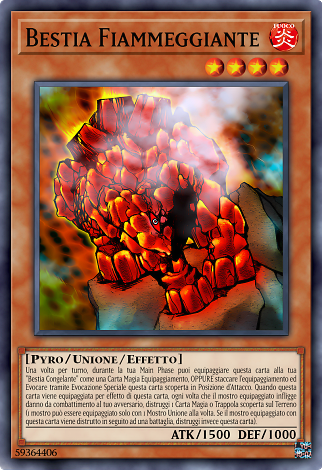 BESTIA FIAMMEGGIANTE
FUOCO
炎
[PYRO/UNIONE/EFFETTO]
Una volta per turno, durante la tua Main Phase puoi equipaggiare questa carta alla tua
"Bestia Congelante" come una Carta Magia Equipaggiamento, OPPURE staccare l'equipaggiamento ed
Evocare tramite Evocazione Speciale questa carta scoperta in Posizione d'Attacco. Quando questa
carta viene equipaggiata per effetto di questa carta, ogni volta che il mostro equipaggiato infligge
danno da combattimento al tuo avversario, distruggi 1 Carta Magia o Trappola scoperta sul Terreno
(1 mostro può essere equipaggiato solo con 1 Mostro Unione alla volta. Se il mostro equipaggiato con
questa carta viene distrutto in seguito ad una battaglia, distruggi invece questa carta).
ATK/1500 DEF/1000
59364406